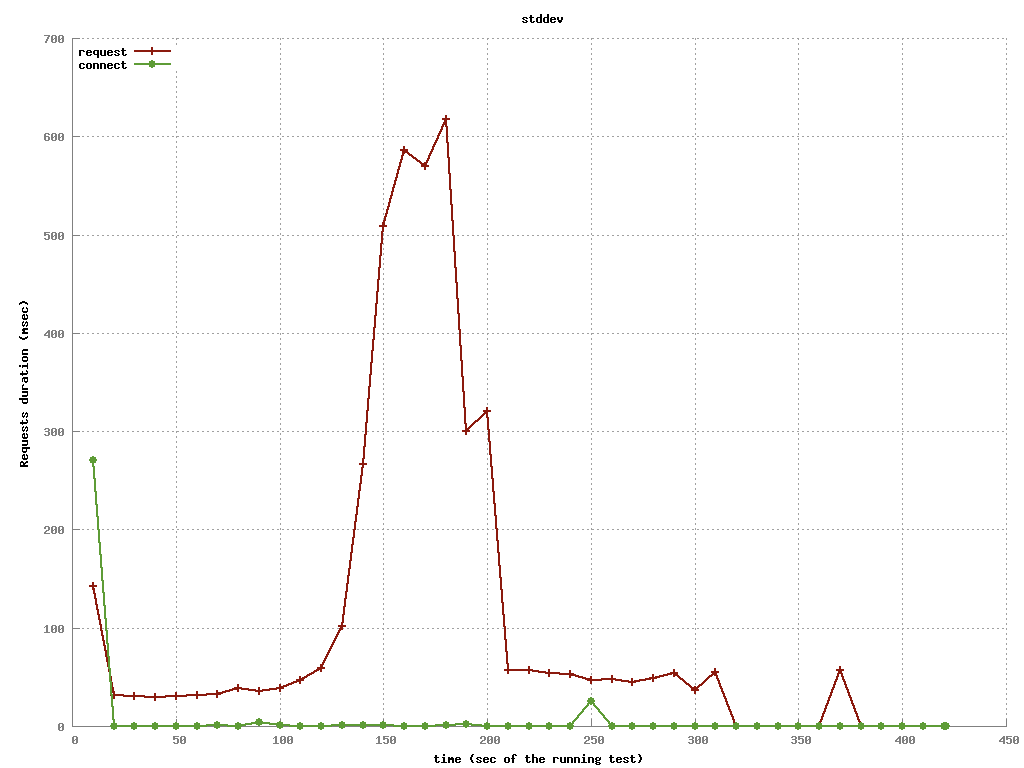 stddev
700
request
connect
600
500
400
300
200
100
0
0 50 100 150 200 250 300 350 400 450
Requests duration (msec)
time (sec of the running test)